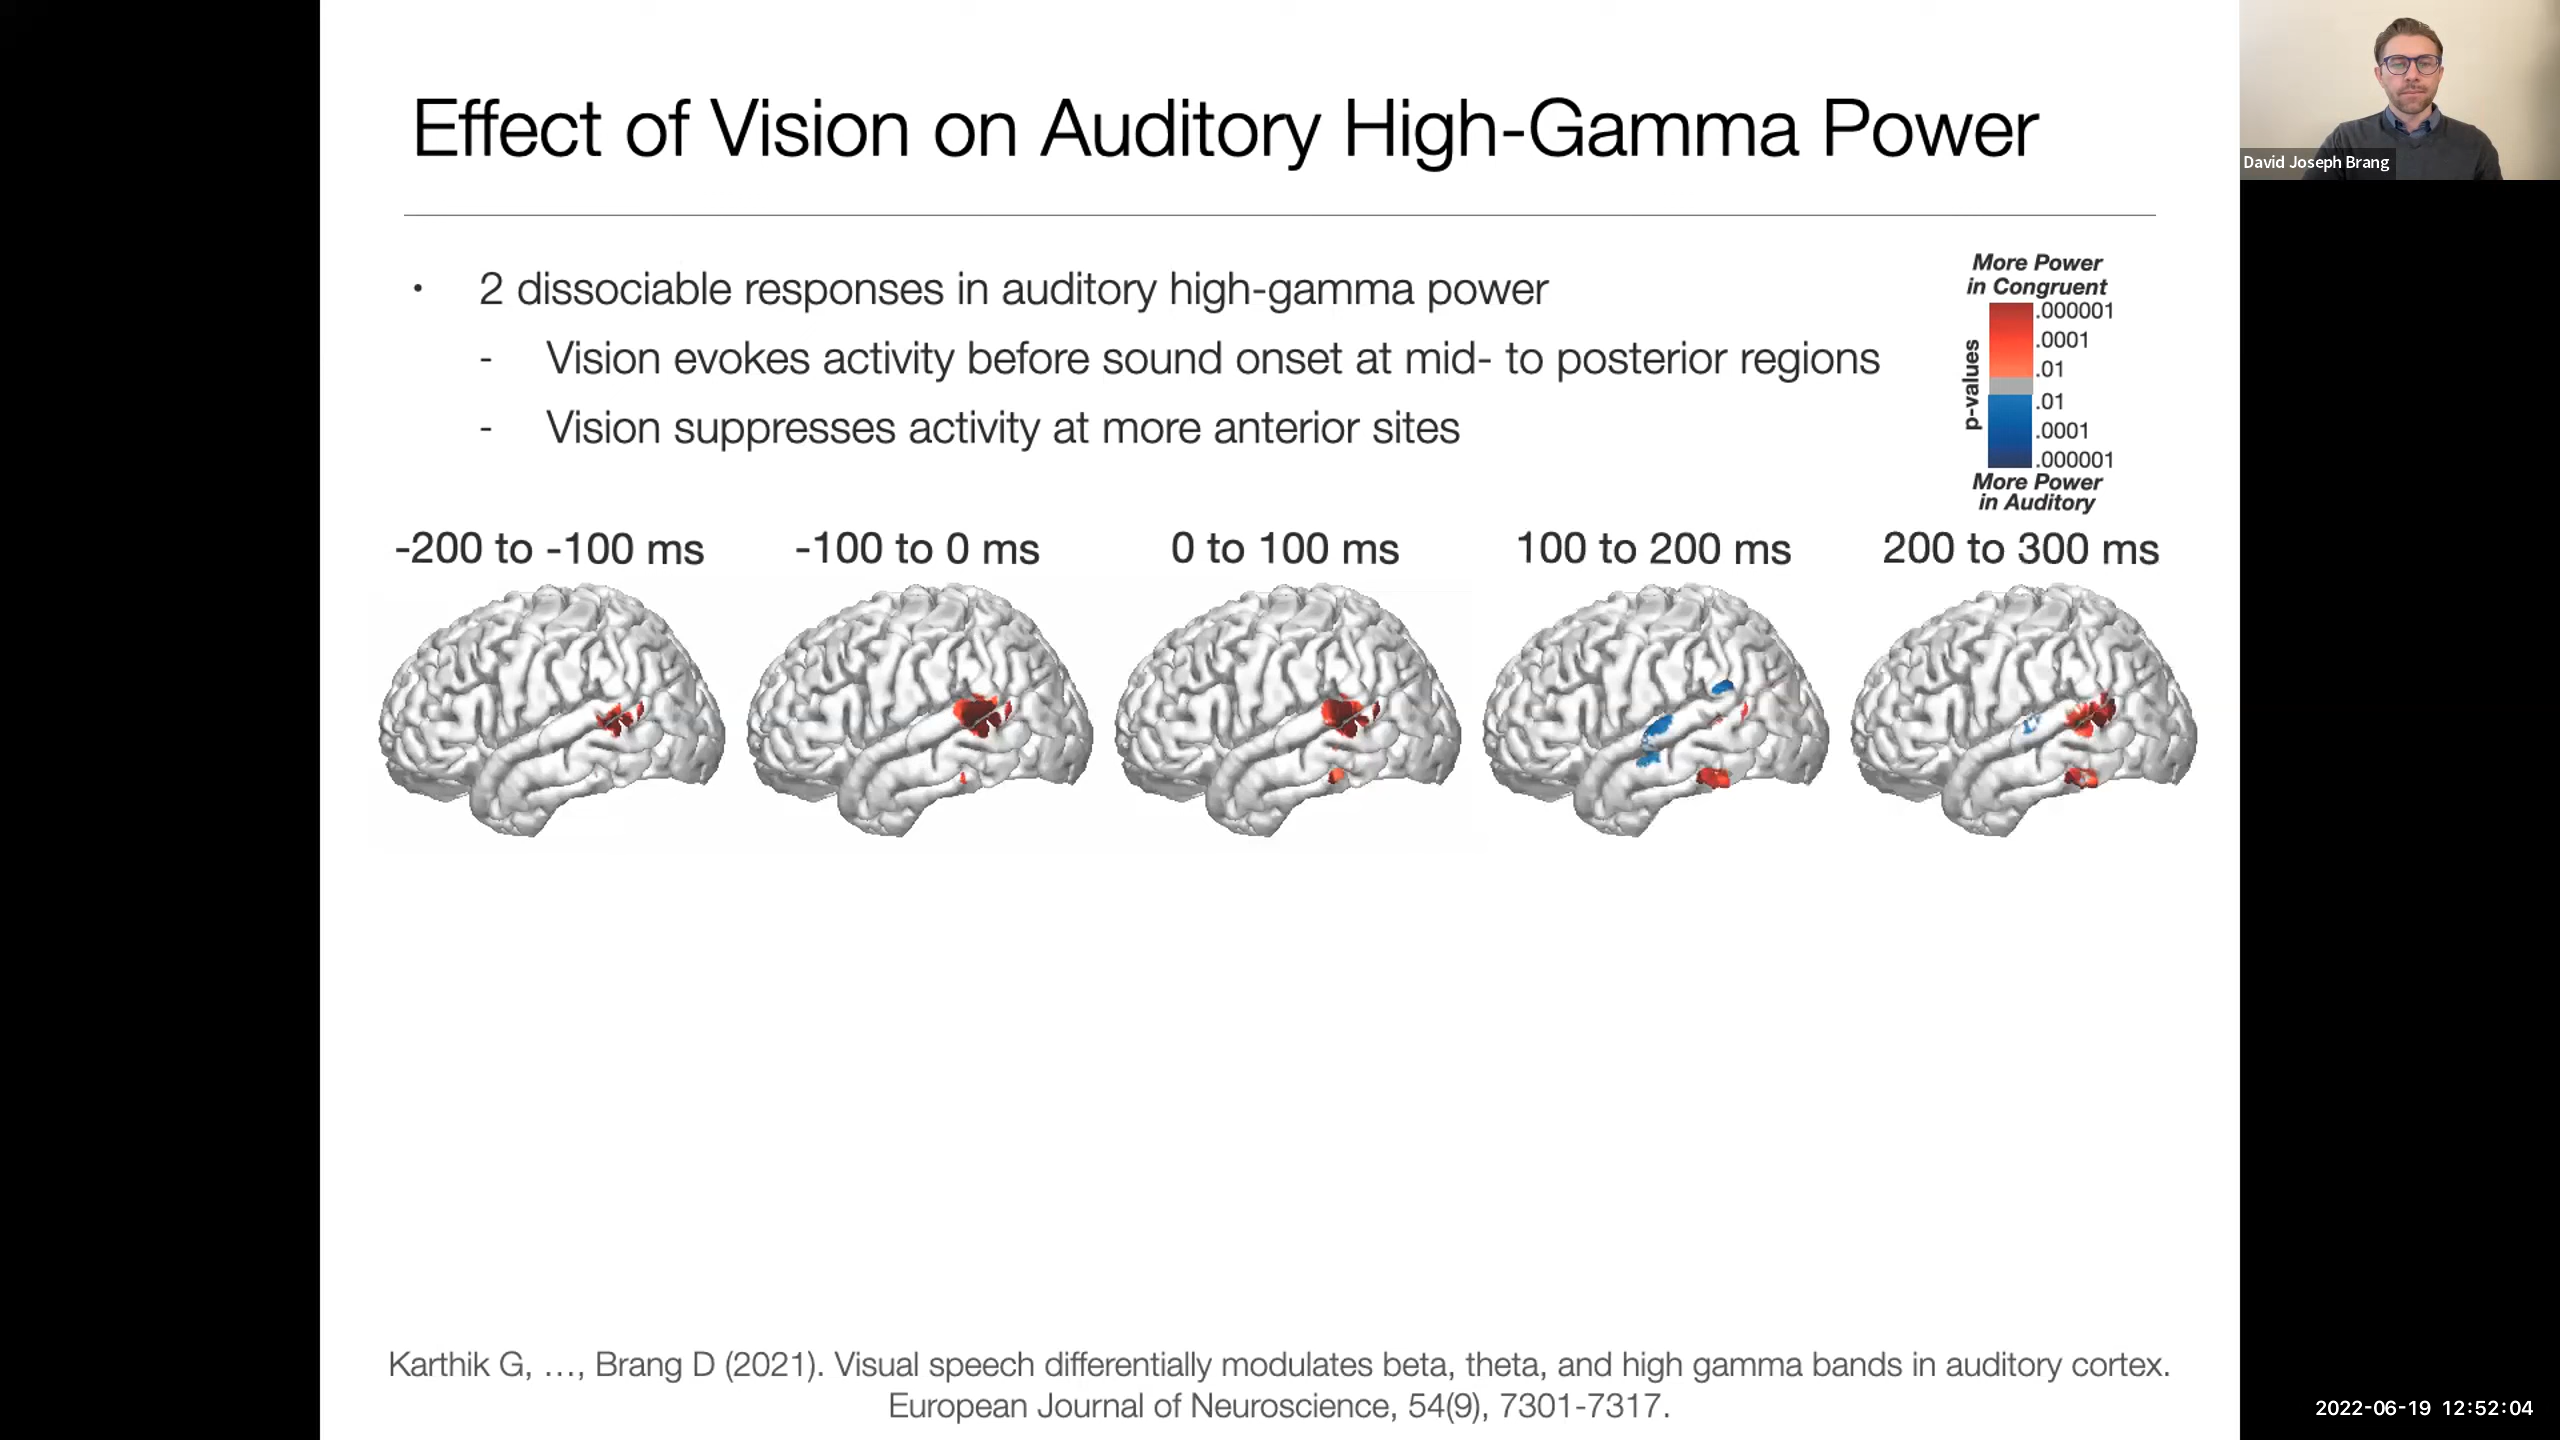 Effect of Vision on Auditory High-Gamma Power
David Joseph Brang
• 2 dissociable responses in auditory high-gamma power
- Vision evokes activity before sound onset at mid- to posterior regions
- Vision suppresses activity at more anterior sites
More Power
in Congruent
p-values
.000001
.0001
.01
.01
.0001
.000001
More Power
in Auditory
-200 to -100 ms
-100 to 0 ms
0 to 100 ms
100 to 200 ms
200 to 300 ms
Karthik G, …, Brang D (2021). Visual speech differentially modulates beta, theta, and high gamma bands in auditory cortex.
European Journal of Neuroscience, 54(9), 7301-7317.
2022-06-19 12:52:04